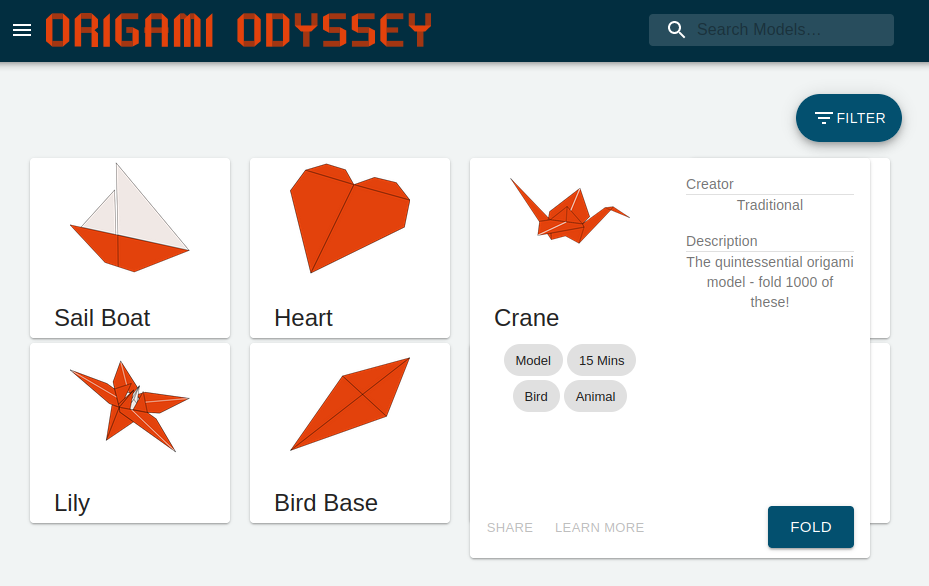 ORIGAMI ODYSSEY
Search Models...
FILTER
Sail Boat
Heart
Crane
Model
15 Mins
Bird
Animal
Creator
Traditional
Description
The quintessential origami
model - fold 1000 of
these!
Lily
Bird Base
SHARE
LEARN MORE
FOLD